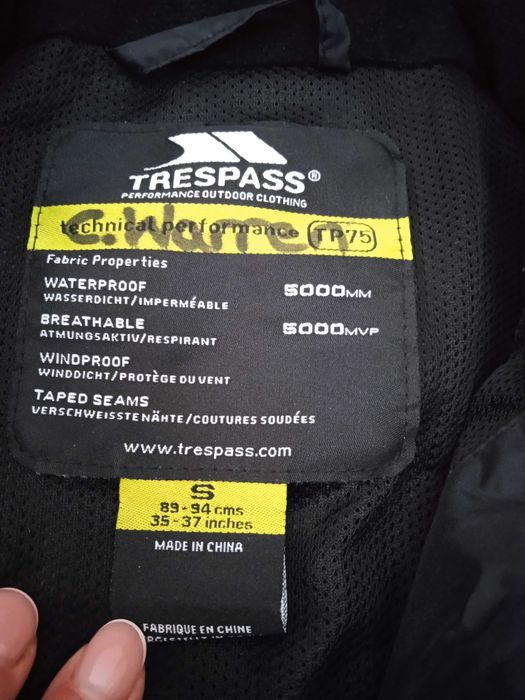 TRESPASS®
PERFORMANCE OUTDOOR CLOTHING
technical performance TP75
C. Warren
Fabric Properties
WATERPROOF 5000MM
WASSERDICHT/IMPERMÉABLE
BREATHABLE 5000MVP
ATMUNGSAKTIV/RESPIRANT
WINDPROOF
WINDDICHT/PROTÈGE DU VENT
TAPED SEAMS
VERSCHWEISSTE NÄHTE/COUTURES SOUDÉES
www.trespass.com
S
89-94 cms
35-37 inches
MADE IN CHINA
FABRIQUE EN CHINE